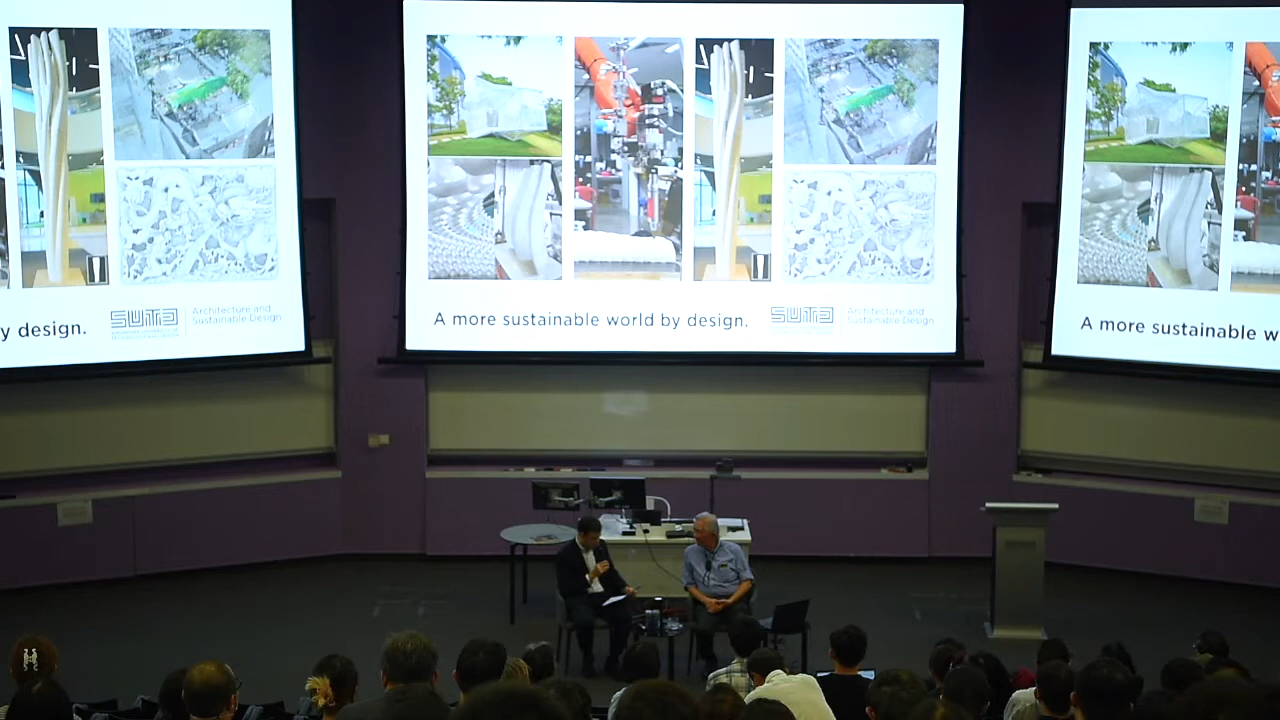 y design.
SUTD
Architecture and
Sustainable Design
A more sustainable world by design.
SUTD
Architecture and
Sustainable Design
A more sustainable w